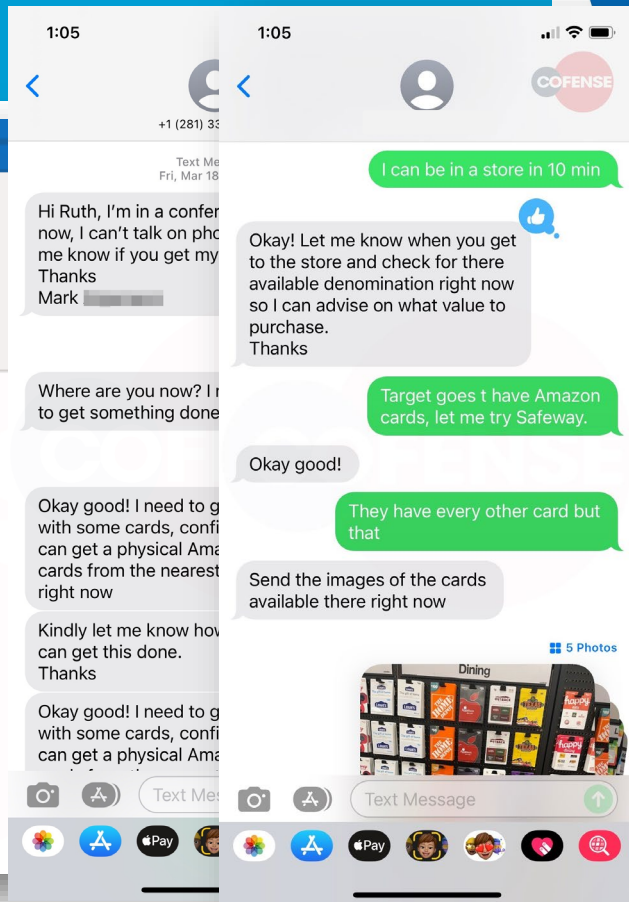 1:05
+1 (281) 33
Text Me
Fri, Mar 18
Hi Ruth, I'm in a confer
now, I can't talk on pho
me know if you get my
Thanks
Mark
Where are you now? I
to get something done
Okay good! I need to g
with some cards, confi
can get a physical Ama
cards from the nearest
right now
Kindly let me know how
can get this done.
Thanks
Okay good! I need to g
with some cards, confi
can get a physical Ama
Text Mes
Pay
1:05
COFENSE
I can be in a store in 10 min
Okay! Let me know when you get
to the store and check for there
available denomination right now
so I can advise on what value to
purchase.
Thanks
Target goes t have Amazon
cards, let me try Safeway.
Okay good!
They have every other card but
that
Send the images of the cards
available there right now
5 Photos
Dining
happy
happy
Text Message
Pay
COFENSE